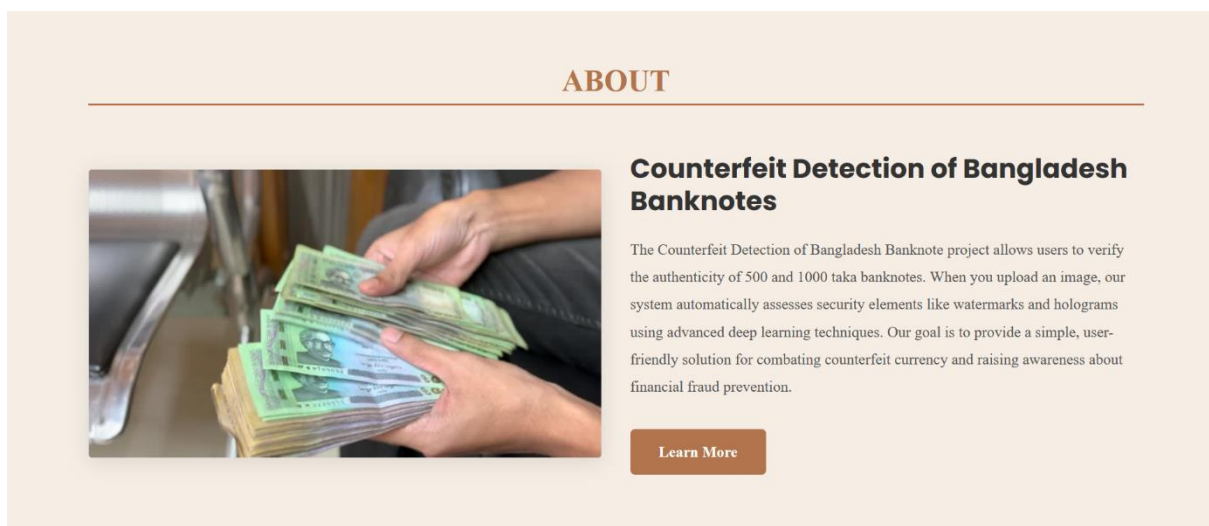 ABOUT
Counterfeit Detection of Bangladesh
Banknotes
The Counterfeit Detection of Bangladesh Banknote project allows users to verify
the authenticity of 500 and 1000 taka banknotes. When you upload an image, our
system automatically assesses security elements like watermarks and holograms
using advanced deep learning techniques. Our goal is to provide a simple, user-
friendly solution for combating counterfeit currency and raising awareness about
financial fraud prevention.
Learn More